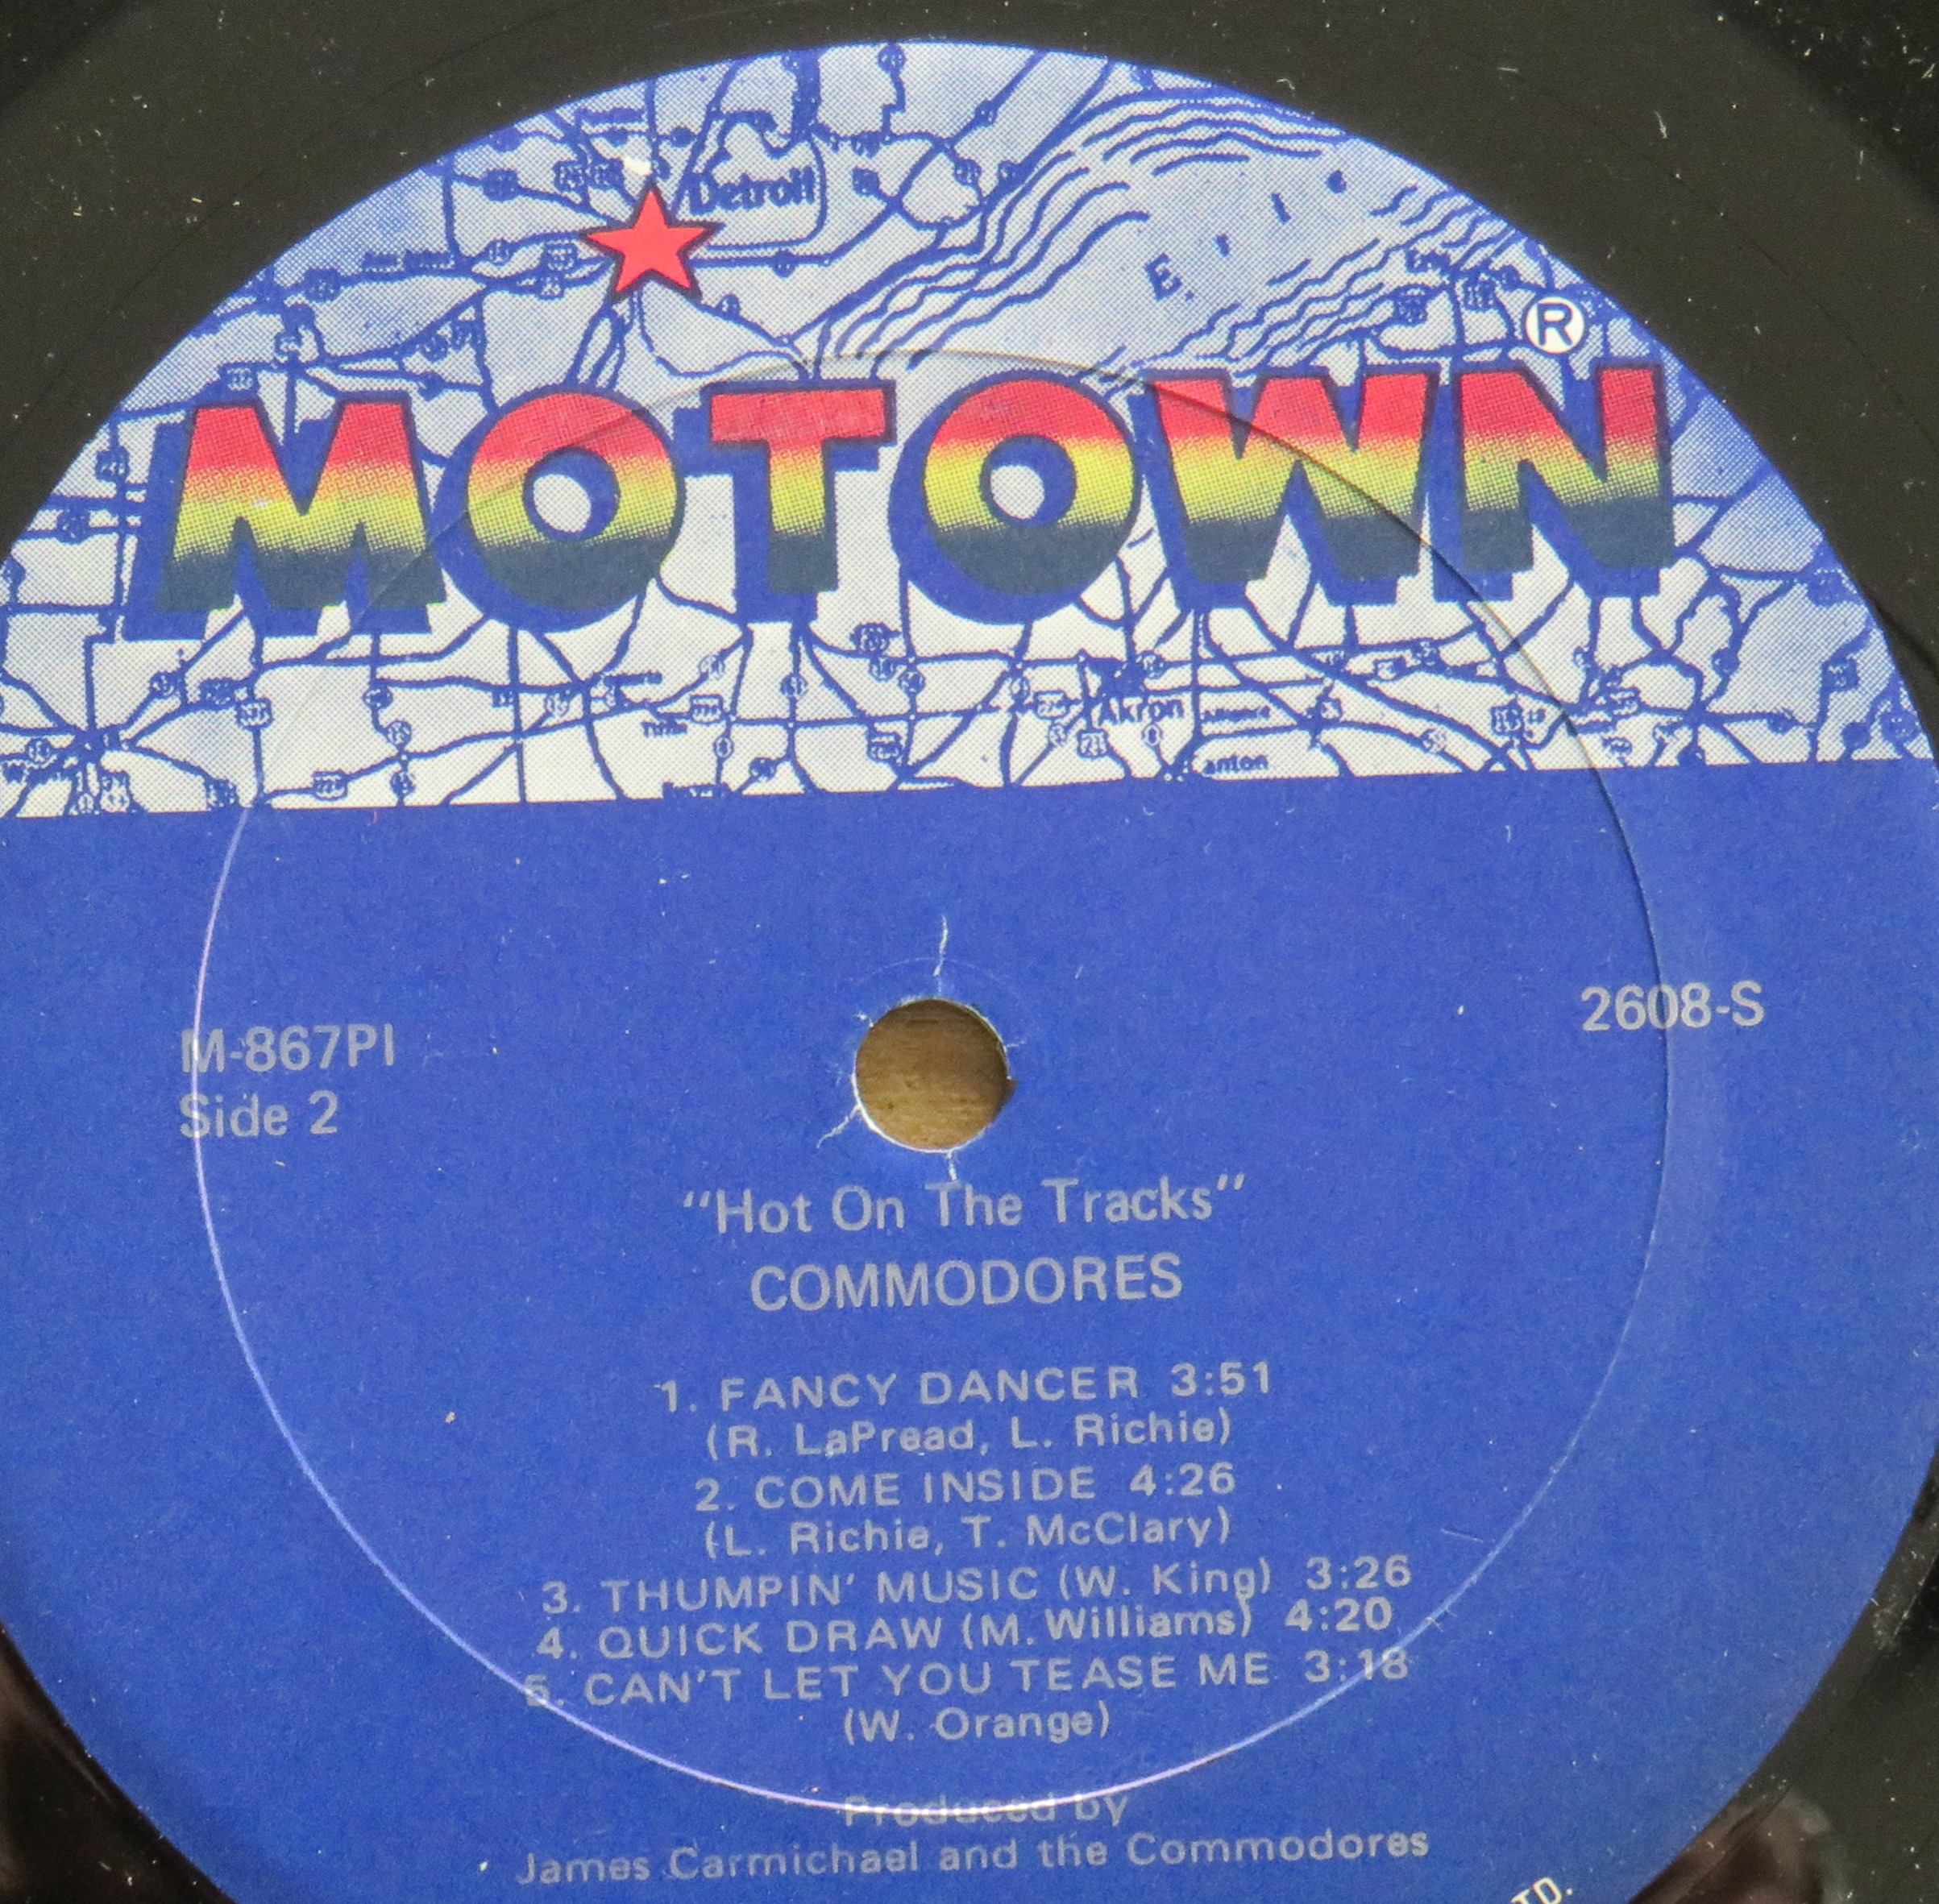 Detroit
E r i e
®
MOTOWN
Akron
Alliance
anton
M-867PI
Side 2
2608-S
"Hot On The Tracks"
COMMODORES
1. FANCY DANCER 3:51
(R. LaPread, L. Richie)
2. COME INSIDE 4:26
(L. Richie, T. McClary)
3. THUMPIN' MUSIC (W. King) 3:26
4. QUICK DRAW (M. Williams) 4:20
5. CAN'T LET YOU TEASE ME 3:18
(W. Orange)
Produced by
James Carmichael and the Commodores
TD.